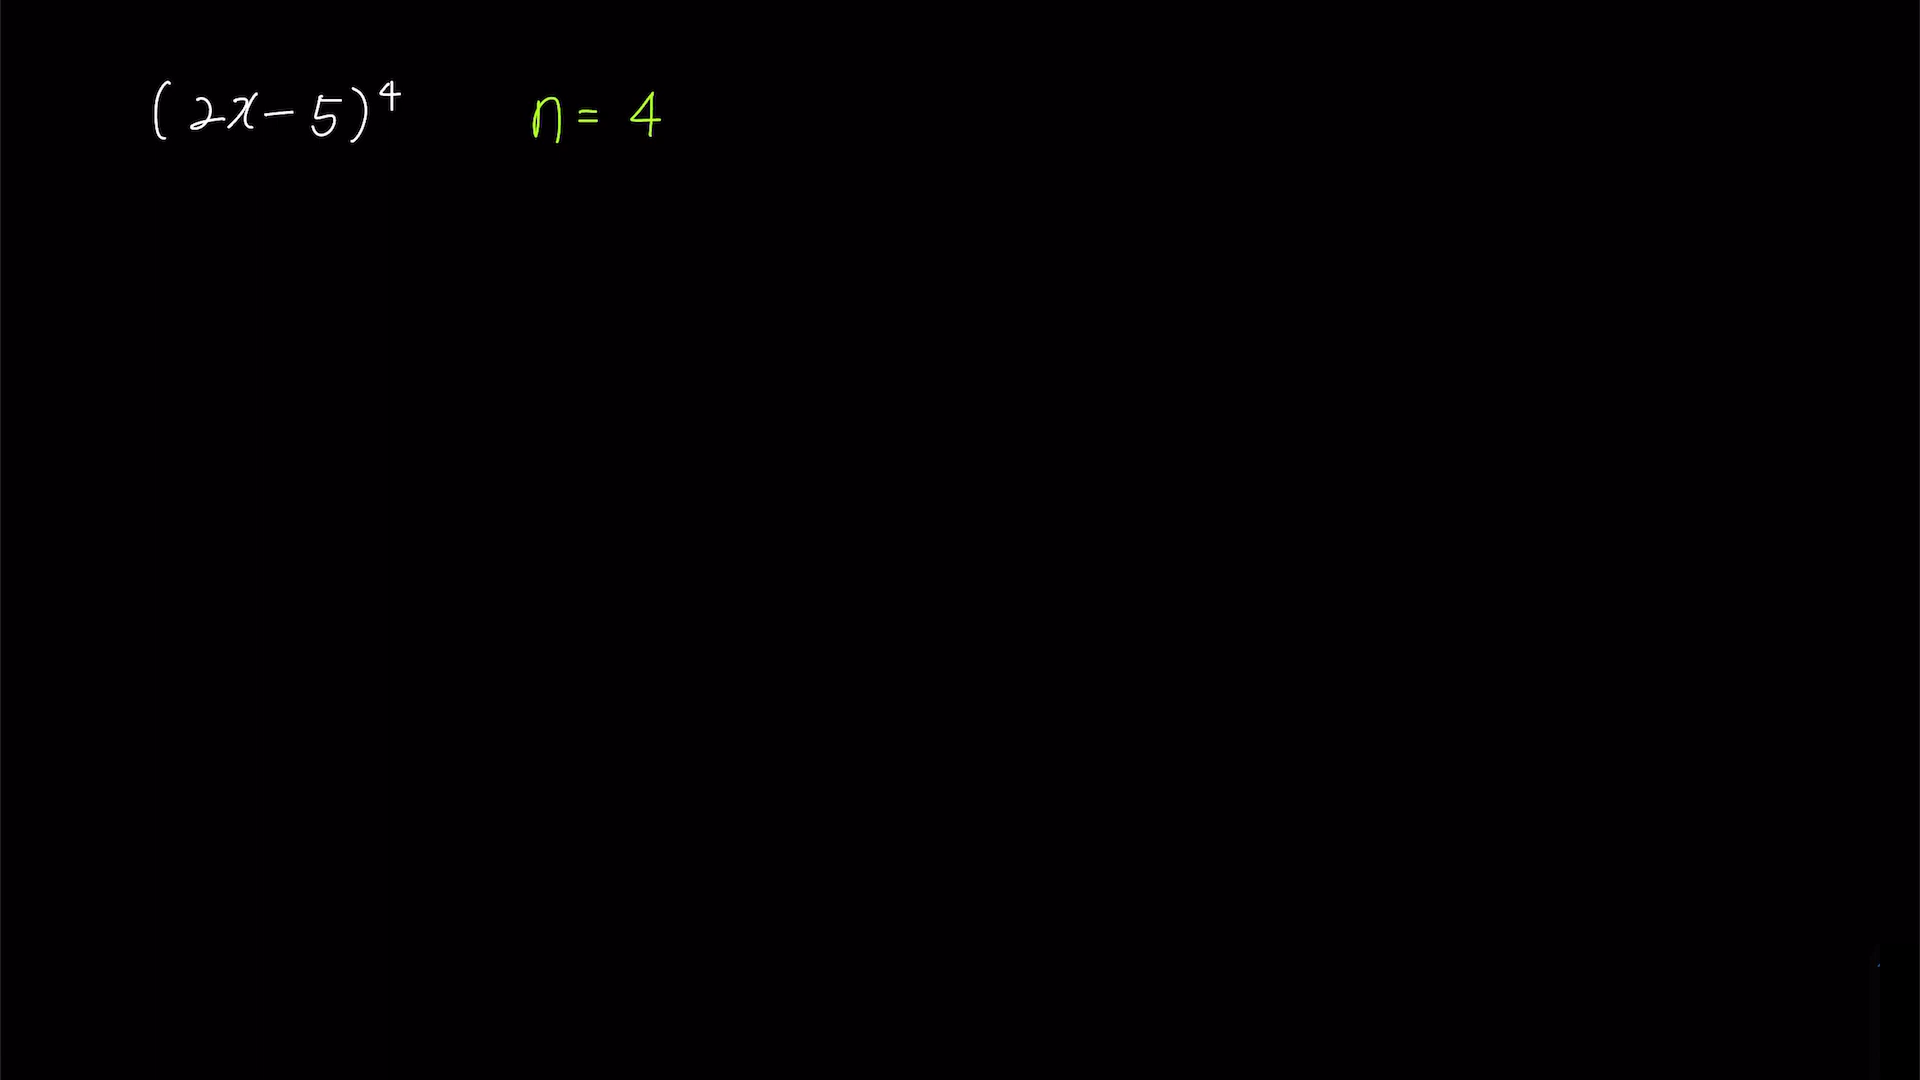 (2x-5)⁴ n = 4